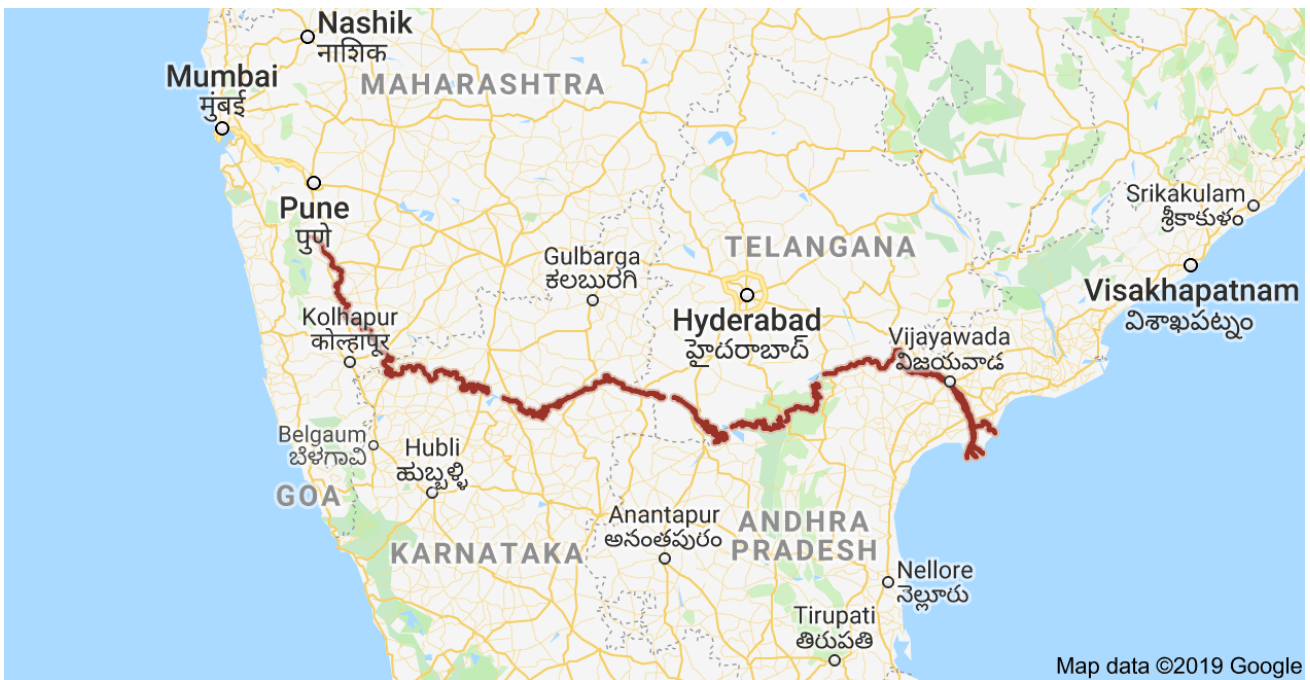 Nashik
नाशिक
Mumbai
मुंबई
MAHARASHTRA
Pune
पुणे
Srikakulam
శ్రీకాకుళం
TELANGANA
Gulbarga
ಕಲಬುರಗಿ
Visakhapatnam
విశాఖపట్నం
Hyderabad
హైదరాబాద్
Kolhapur
कोल्हापूर
Vijayawada
విజయవాడ
Belgaum
ಬೆಳಗಾವಿ
Hubli
ಹುಬ್ಬಳ್ಳಿ
GOA
KARNATAKA
Anantapur
అనంతపురం
ANDHRA
PRADESH
Nellore
నెల్లూరు
Tirupati
తిరుపతి
Map data ©2019 Google